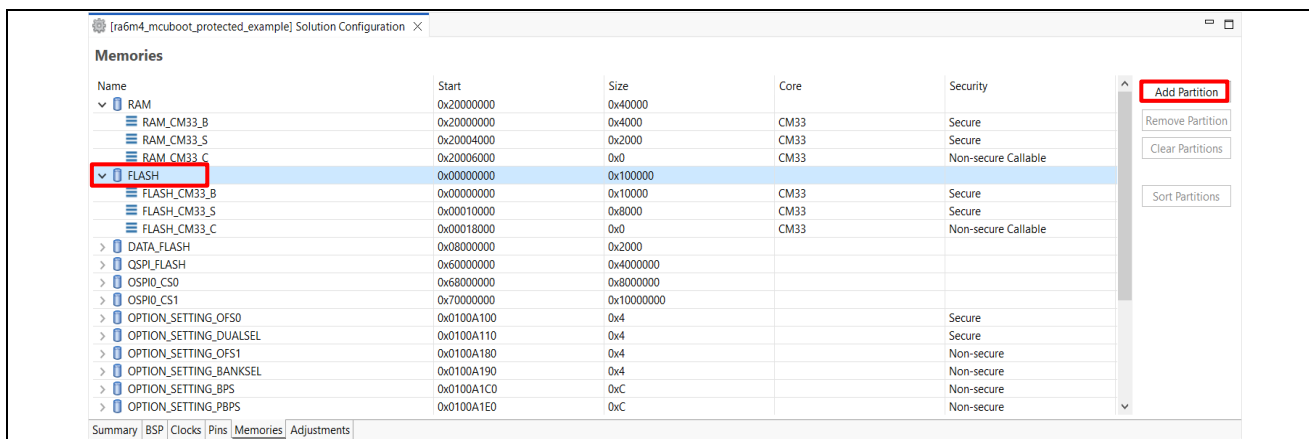 [ra6m4_mcuboot_protected_example] Solution Configuration
Memories
Name Start Size Core Security
RAM 0x20000000 0x40000
RAM_CM33_B 0x20000000 0x4000 CM33 Secure
RAM_CM33_S 0x20004000 0x2000 CM33 Secure
RAM_CM33_C 0x20006000 0x0 CM33 Non-secure Callable
FLASH 0x00000000 0x100000
FLASH_CM33_B 0x00000000 0x10000 CM33 Secure
FLASH_CM33_S 0x00010000 0x8000 CM33 Secure
FLASH_CM33_C 0x00018000 0x0 CM33 Non-secure Callable
DATA_FLASH 0x08000000 0x2000
QSPI_FLASH 0x60000000 0x4000000
OSPI0_CS0 0x68000000 0x8000000
OSPI0_CS1 0x70000000 0x10000000
OPTION_SETTING_OFS0 0x0100A100 0x4 Secure
OPTION_SETTING_DUALSEL 0x0100A110 0x4 Secure
OPTION_SETTING_OFS1 0x0100A180 0x4 Non-secure
OPTION_SETTING_BANKSEL 0x0100A190 0x4 Non-secure
OPTION_SETTING_BPS 0x0100A1C0 0xC Non-secure
OPTION_SETTING_PBPS 0x0100A1E0 0xC Non-secure
Add Partition
Remove Partition
Clear Partitions
Sort Partitions
Summary BSP Clocks Pins Memories Adjustments